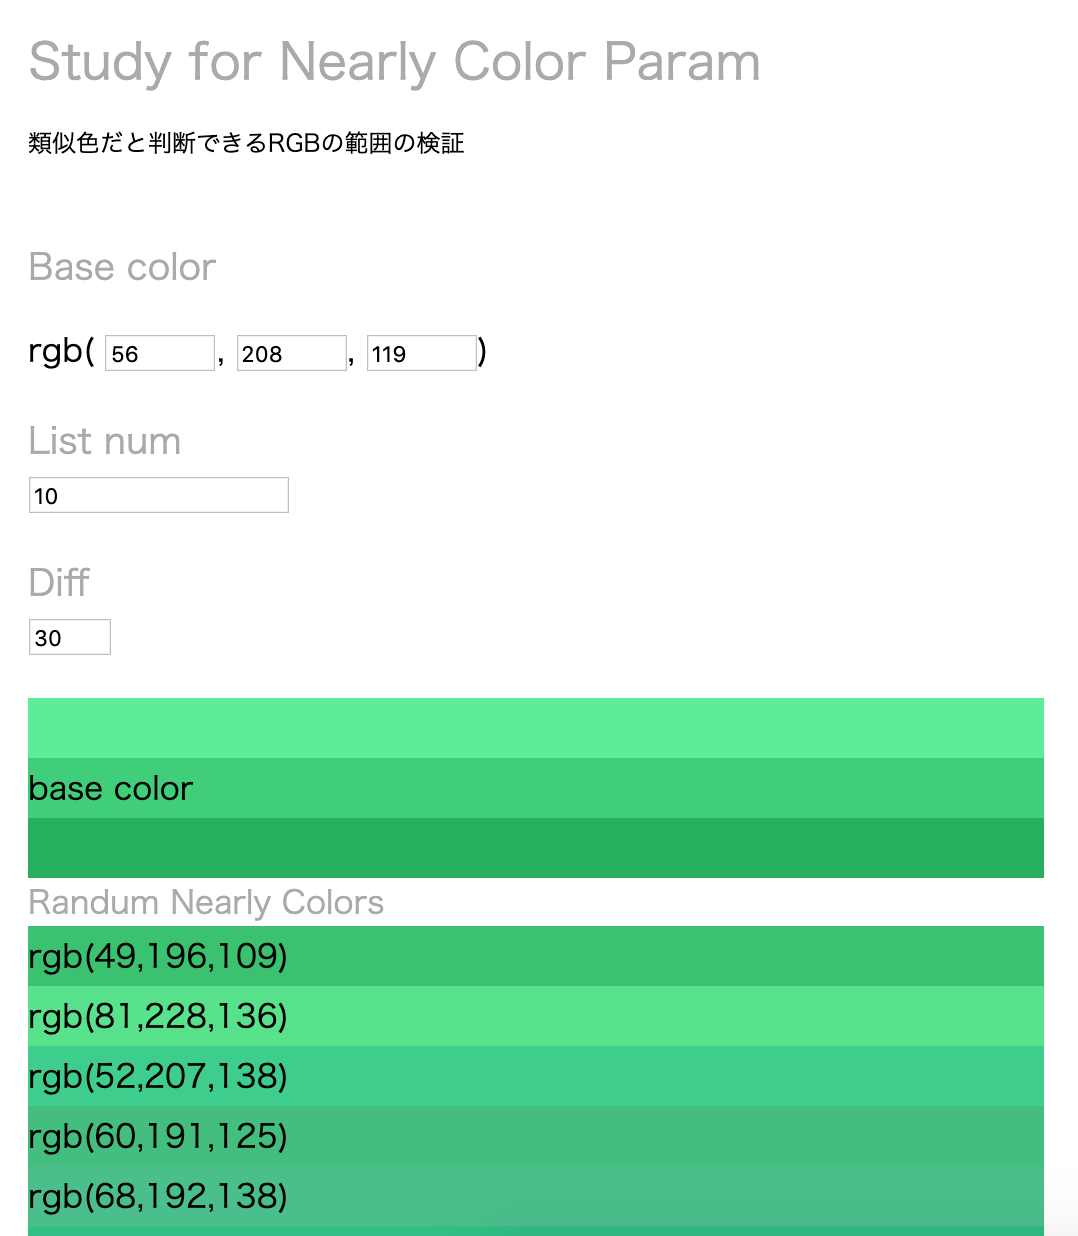 Study for Nearly Color Param
類似色だと判断できるRGBの範囲の検証
Base color
rgb( 56, 208, 119)
List num
10
Diff
30
base color
Randum Nearly Colors
rgb(49,196,109)
rgb(81,228,136)
rgb(52,207,138)
rgb(60,191,125)
rgb(68,192,138)